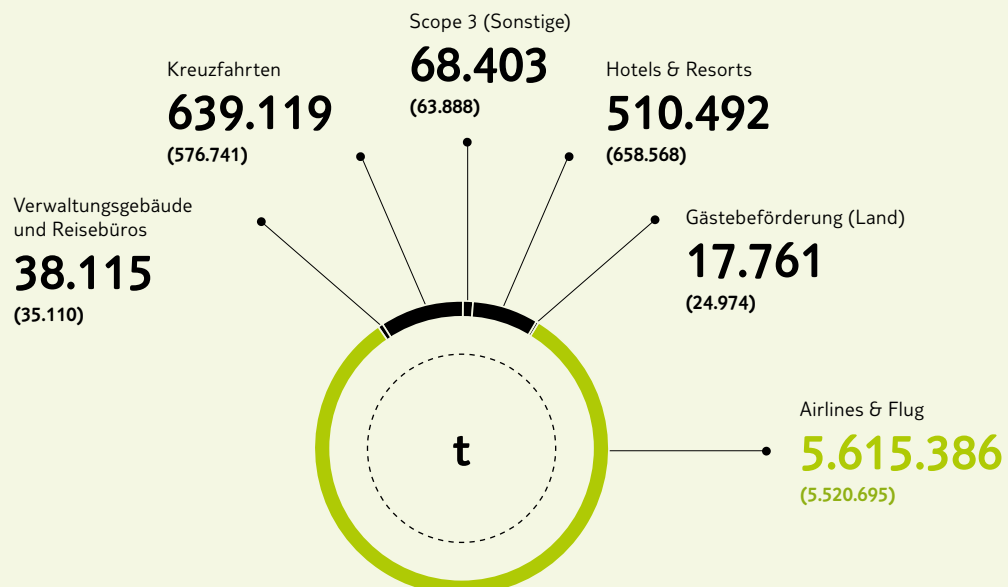 Scope 3 (Sonstige)
68.403
(63.888)
Kreuzfahrten
639.119
(576.741)
Hotels & Resorts
510.492
(658.568)
Verwaltungsgebäude
und Reisebüros
38.115
(35.110)
Gästebeförderung (Land)
17.761
(24.974)
Airlines & Flug
5.615.386
(5.520.695)
t